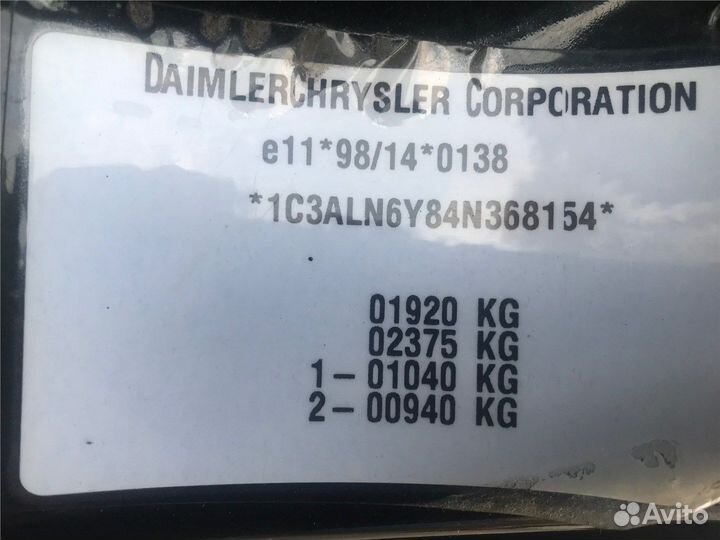 DAIMLERCHRYSLER CORPORATION
e11*98/14*0138
*1C3ALN6Y84N368154*
01920 KG
02375 KG
1-01040 KG
2-00940 KG
Avito